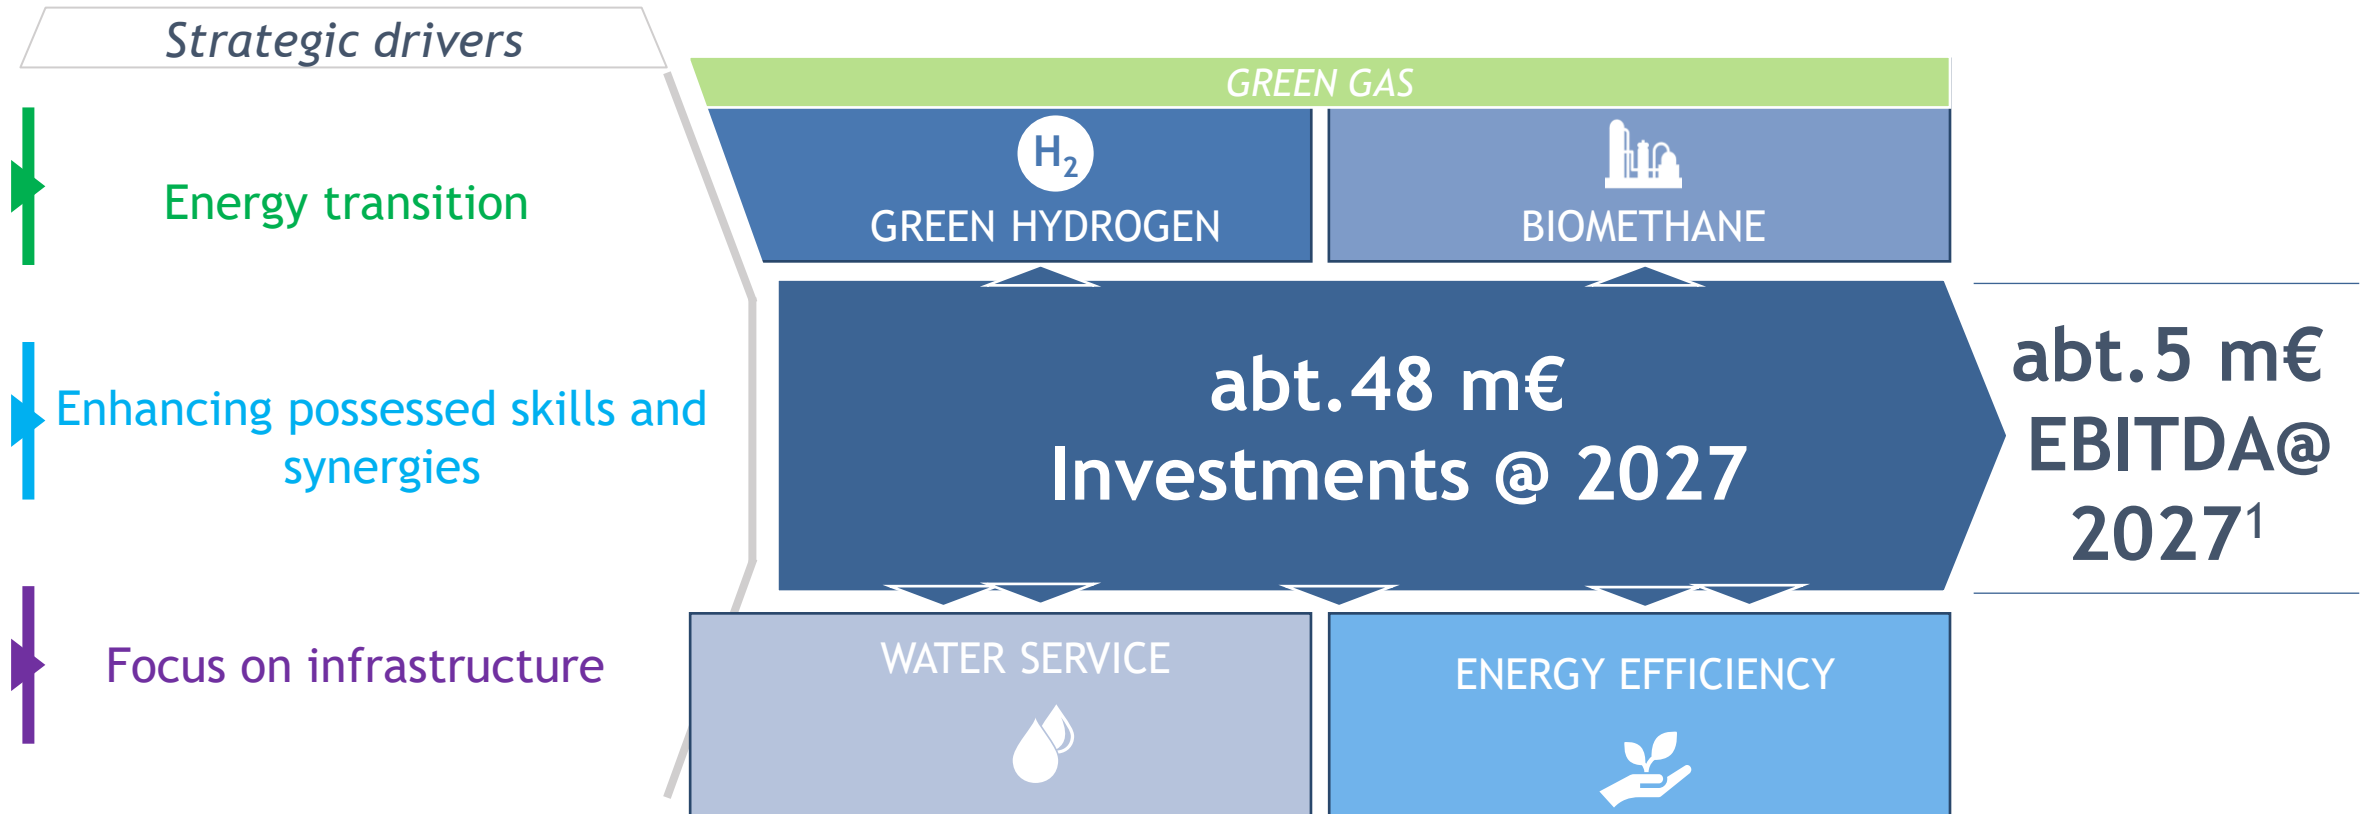 Strategic drivers
Energy transition
Enhancing possessed skills and
synergies
Focus on infrastructure
GREEN GAS
H₂
GREEN HYDROGEN
BIOMETHANE
abt.48 m€
Investments @ 2027
WATER SERVICE
ENERGY EFFICIENCY
abt.5 m€
EBITDA@
2027¹